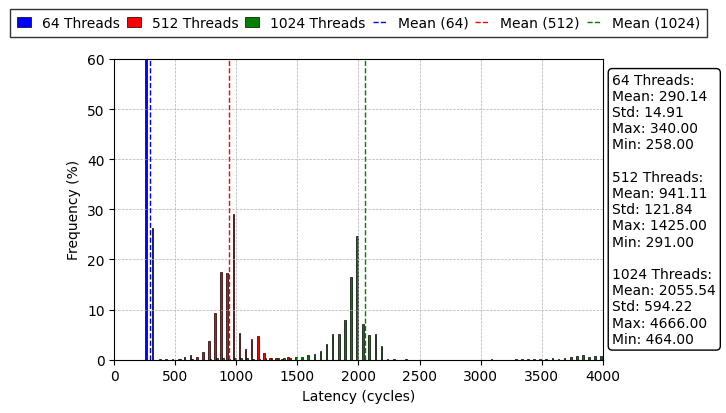 64 Threads 512 Threads 1024 Threads Mean (64) Mean (512) Mean (1024)
60
50
40
30
20
10
0
Frequency (%)
0 500 1000 1500 2000 2500 3000 3500 4000
Latency (cycles)
64 Threads:
Mean: 290.14
Std: 14.91
Max: 340.00
Min: 258.00
512 Threads:
Mean: 941.11
Std: 121.84
Max: 1425.00
Min: 291.00
1024 Threads:
Mean: 2055.54
Std: 594.22
Max: 4666.00
Min: 464.00